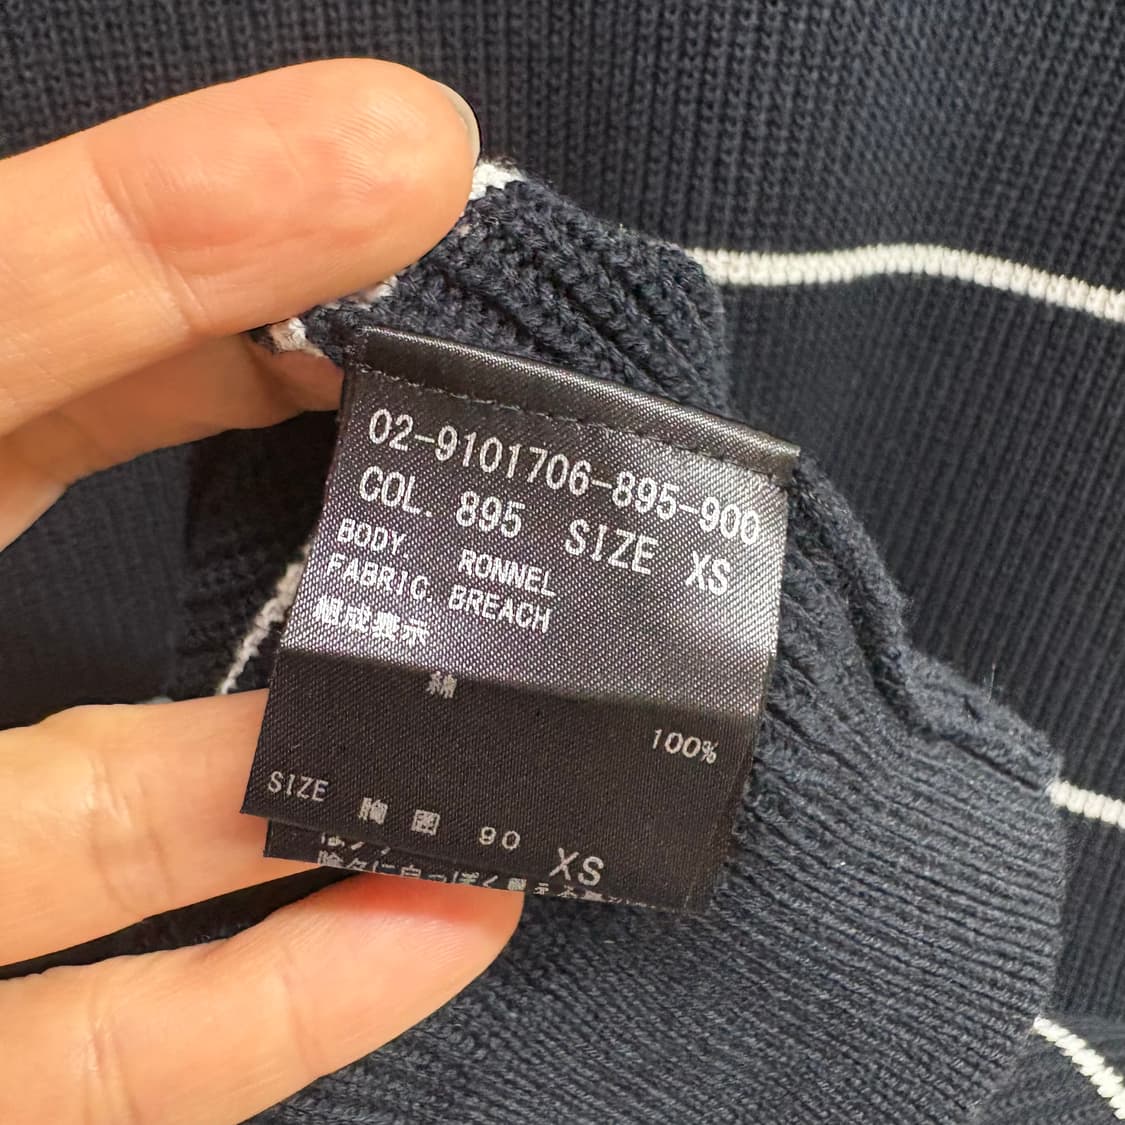 02-9101706-895-900
COL. 895 SIZE XS
BODY. RONNEL
FABRIC. BREACH
組成表示
綿
100%
SIZE 胸囲 90 XS